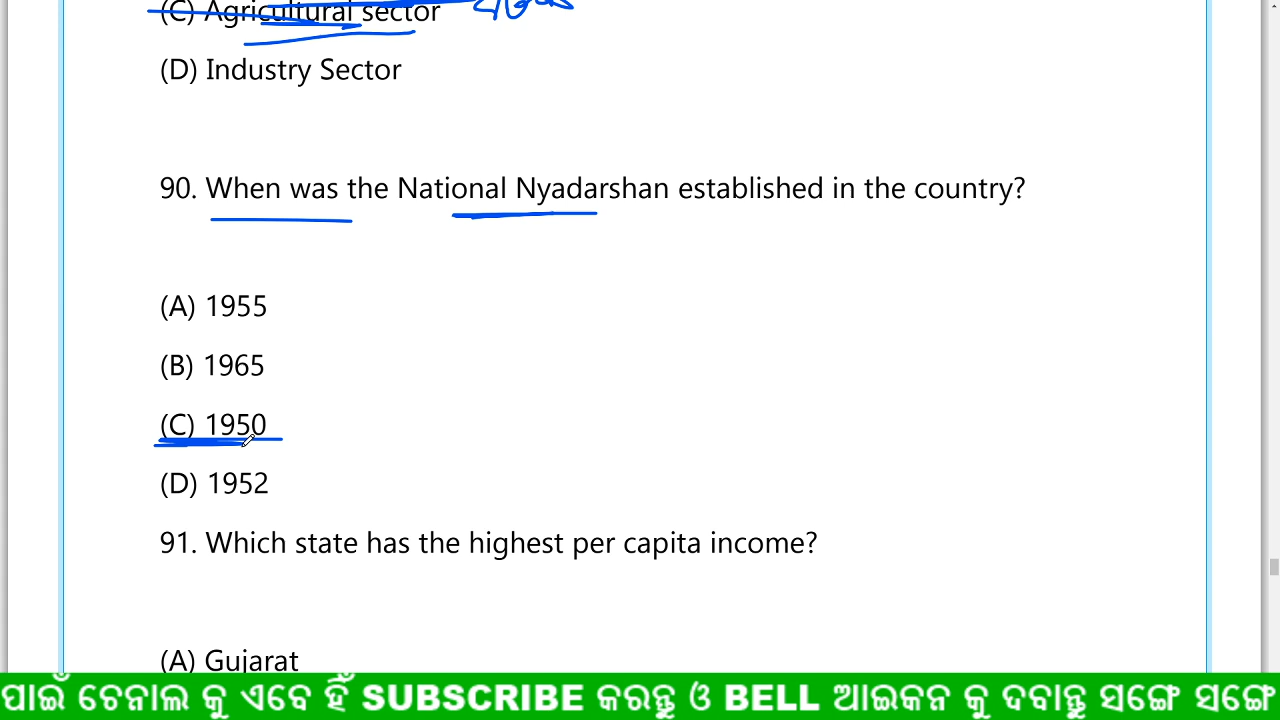 (C) Agricultural sector
(D) Industry Sector
90. When was the National Nyadarshan established in the country?
(A) 1955
(B) 1965
(C) 1950
(D) 1952
91. Which state has the highest per capita income?
(A) Gujarat
ପାଇଁ ଚେନାଲ କୁ ଏବେ ହିଁ SUBSCRIBE କରନ୍ତୁ ଓ BELL ଆଇକନ କୁ ଦବାନ୍ତୁ ସଙ୍ଗେ ସଙ୍ଗେ